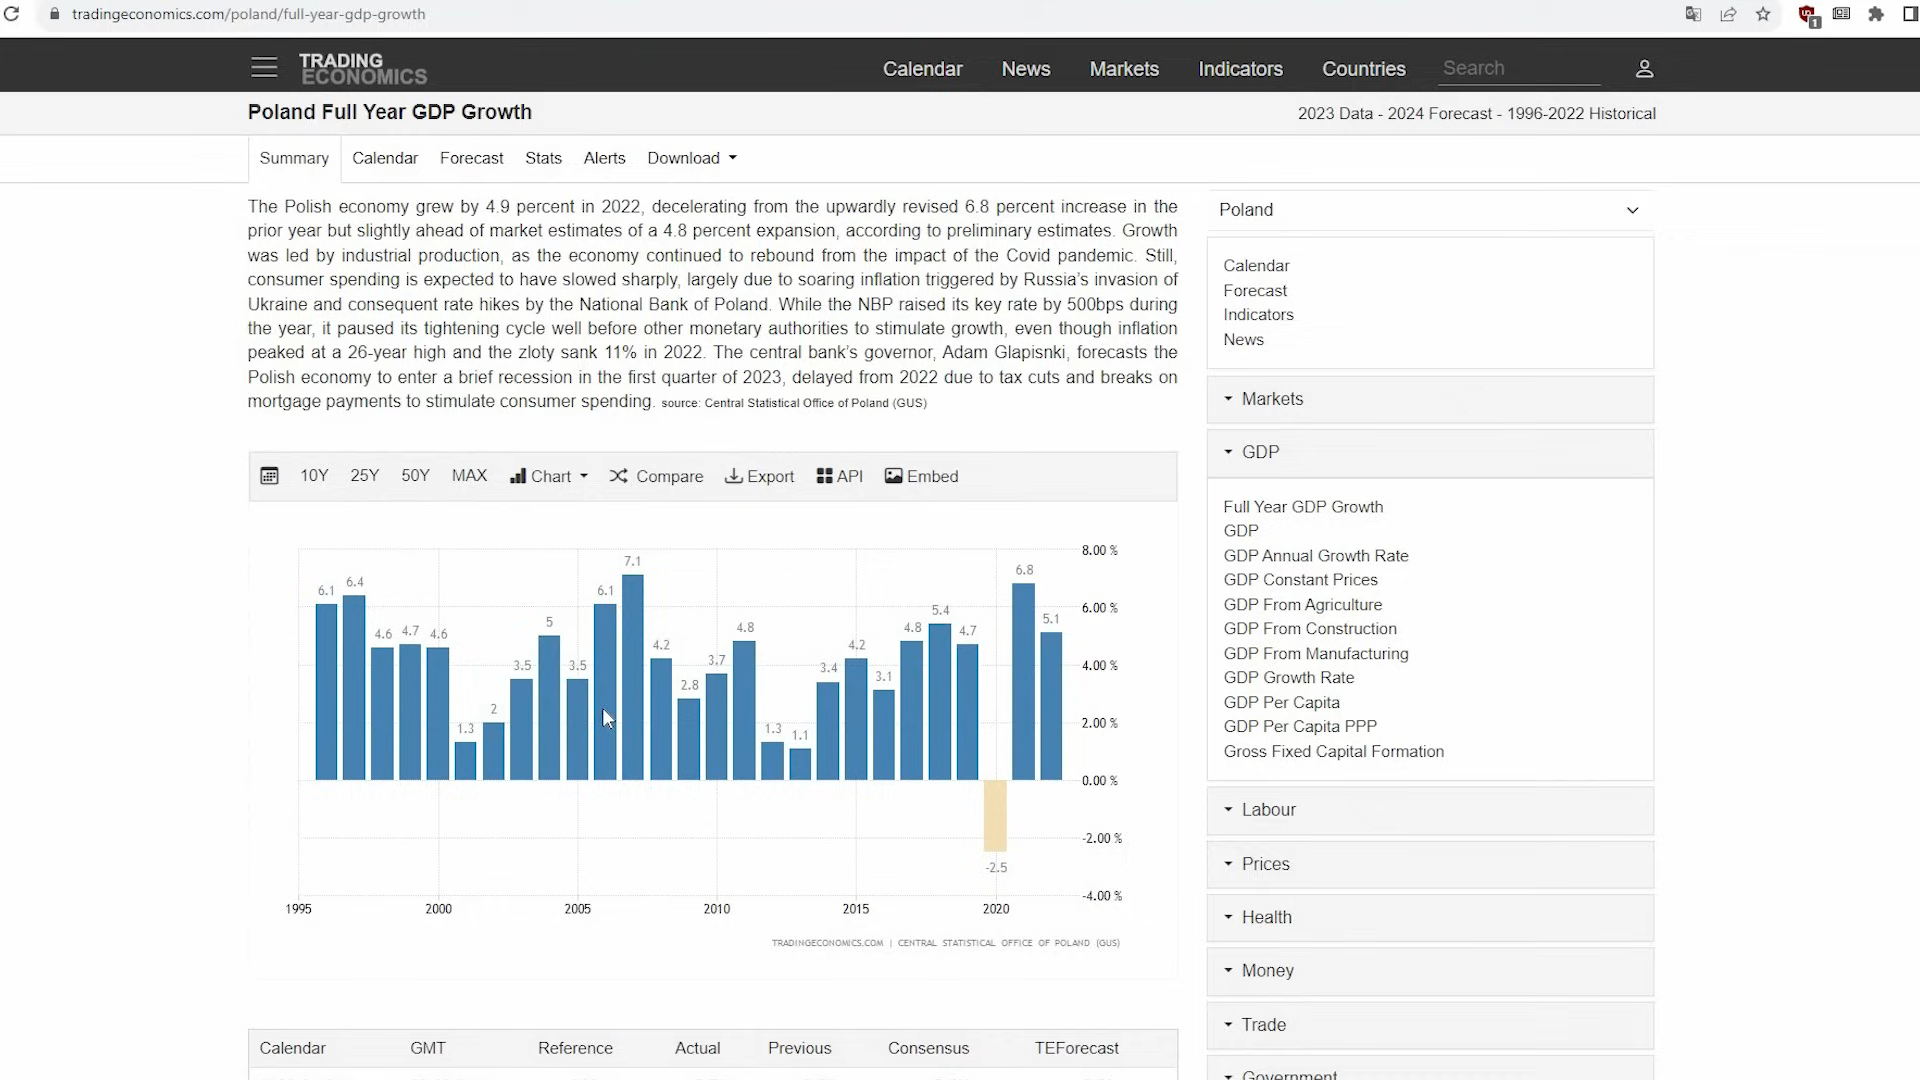 tradingeconomics.com/poland/full-year-gdp-growth
1
TRADING
ECONOMICS
Calendar News Markets Indicators Countries Search
Poland Full Year GDP Growth
2023 Data - 2024 Forecast - 1996-2022 Historical
Summary Calendar Forecast Stats Alerts Download
The Polish economy grew by 4.9 percent in 2022, decelerating from the upwardly revised 6.8 percent increase in the
prior year but slightly ahead of market estimates of a 4.8 percent expansion, according to preliminary estimates. Growth
was led by industrial production, as the economy continued to rebound from the impact of the Covid pandemic. Still,
consumer spending is expected to have slowed sharply, largely due to soaring inflation triggered by Russia's invasion of
Ukraine and consequent rate hikes by the National Bank of Poland. While the NBP raised its key rate by 500bps during
the year, it paused its tightening cycle well before other monetary authorities to stimulate growth, even though inflation
peaked at a 26-year high and the zloty sank 11% in 2022. The central bank's governor, Adam Glapisnki, forecasts the
Polish economy to enter a brief recession in the first quarter of 2023, delayed from 2022 due to tax cuts and breaks on
mortgage payments to stimulate consumer spending. source: Central Statistical Office of Poland (GUS)
10Y 25Y 50Y MAX Chart Compare Export API Embed
6.1 6.4 4.6 4.7 4.6 1.3 2 3.5 5 3.5 6.1 7.1 4.2 2.8 3.7 4.8 1.3 1.1 3.4 4.2 3.1 4.8 5.4 4.7 -2.5 6.8 5.1
8.00 %
6.00 %
4.00 %
2.00 %
0.00 %
-2.00 %
-4.00 %
1995 2000 2005 2010 2015 2020
TRADINGECONOMICS.COM | CENTRAL STATISTICAL OFFICE OF POLAND (GUS)
Calendar GMT Reference Actual Previous Consensus TEForecast
Poland
Calendar
Forecast
Indicators
News
Markets
GDP
Full Year GDP Growth
GDP
GDP Annual Growth Rate
GDP Constant Prices
GDP From Agriculture
GDP From Construction
GDP From Manufacturing
GDP Growth Rate
GDP Per Capita
GDP Per Capita PPP
Gross Fixed Capital Formation
Labour
Prices
Health
Money
Trade
Government